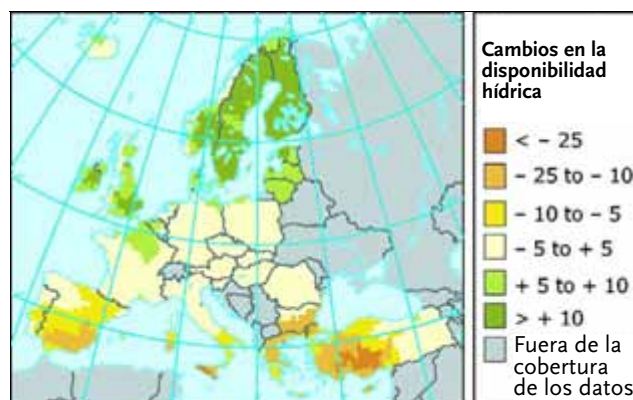 Cambios en la
disponibilidad
hídrica
< – 25
– 25 to – 10
– 10 to – 5
– 5 to + 5
+ 5 to + 10
> + 10
Fuera de la
cobertura
de los datos